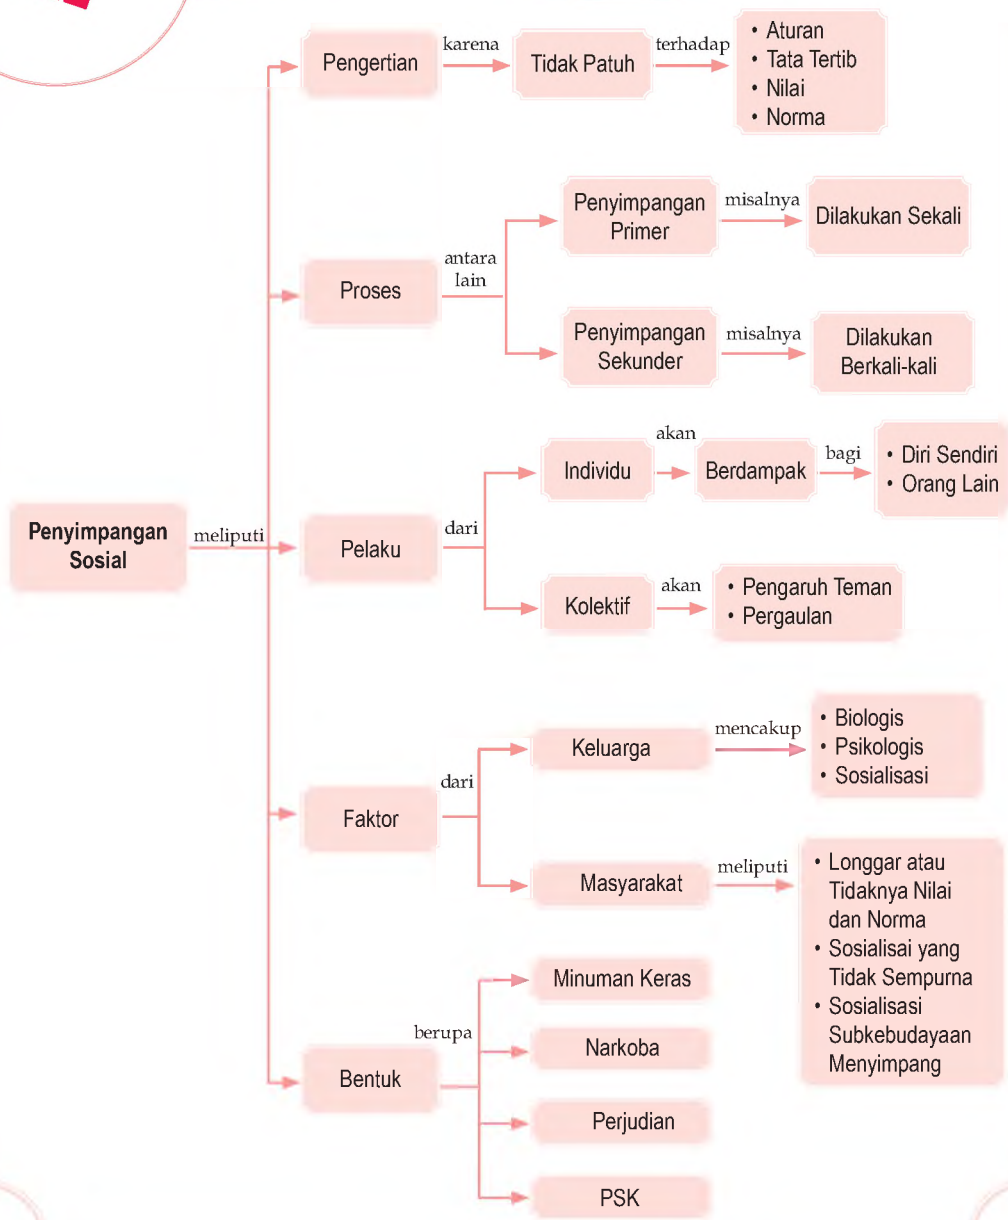 Pengertian
karena
Tidak Patuh
terhadap
• Aturan
• Tata Tertib
• Nilai
• Norma
Proses
antara
lain
Penyimpangan
Primer
misalnya
Dilakukan Sekali
Penyimpangan
Sekunder
misalnya
Dilakukan
Berkali-kali
Penyimpangan
Sosial
meliputi
Pelaku
dari
Individu
akan
Berdampak
bagi
• Diri Sendiri
• Orang Lain
Kolektif
akan
• Pengaruh Teman
• Pergaulan
Faktor
dari
Keluarga
mencakup
• Biologis
• Psikologis
• Sosialisasi
Masyarakat
meliputi
• Longgar atau
Tidaknya Nilai
dan Norma
• Sosialisai yang
Tidak Sempurna
• Sosialisasi
Subkebudayaan
Menyimpang
Bentuk
berupa
Minuman Keras
Narkoba
Perjudian
PSK